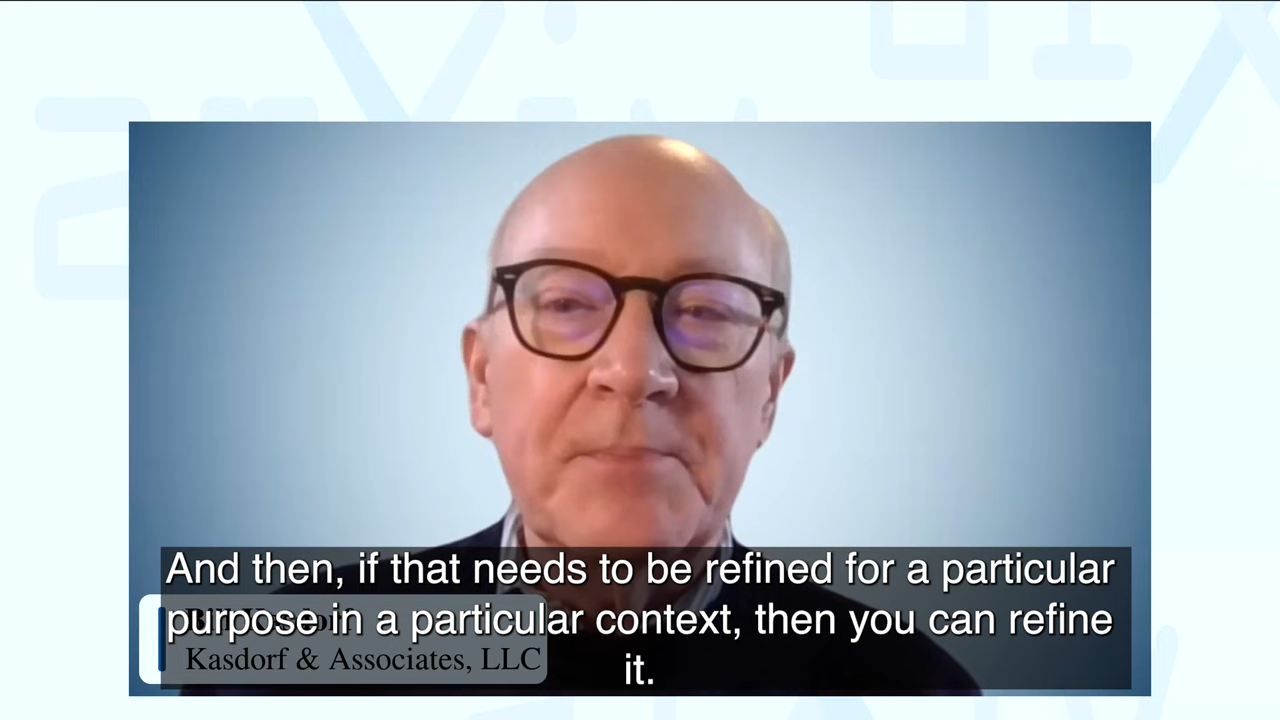 And then, if that needs to be refined for a particular
purpose in a particular context, then you can refine
it.
Kasdorf & Associates, LLC